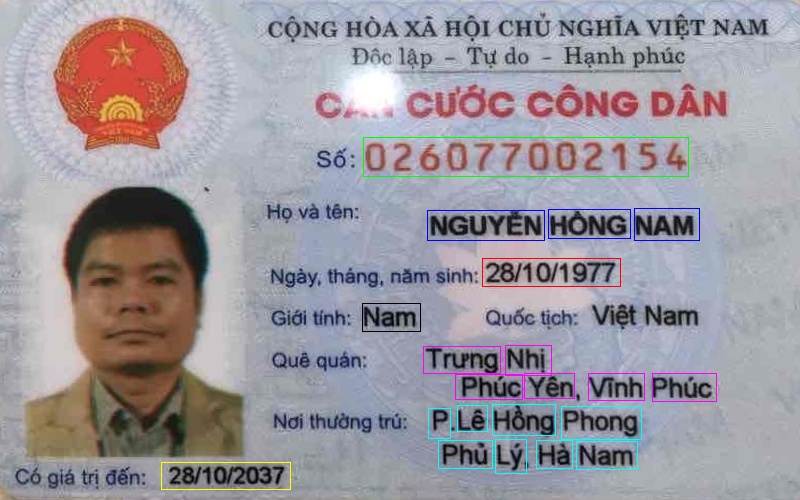 CỘNG HÒA XÃ HỘI CHỦ NGHĨA VIỆT NAM
Độc lập - Tự do - Hạnh phúc
CĂN CƯỚC CÔNG DÂN
Số: 026077002154
Họ và tên: NGUYỄN HỒNG NAM
Ngày, tháng, năm sinh: 28/10/1977
Giới tính: Nam Quốc tịch: Việt Nam
Quê quán: Trưng Nhị
Phúc Yên, Vĩnh Phúc
Nơi thường trú: P.Lê Hồng Phong
Phủ Lý, Hà Nam
Có giá trị đến: 28/10/2037